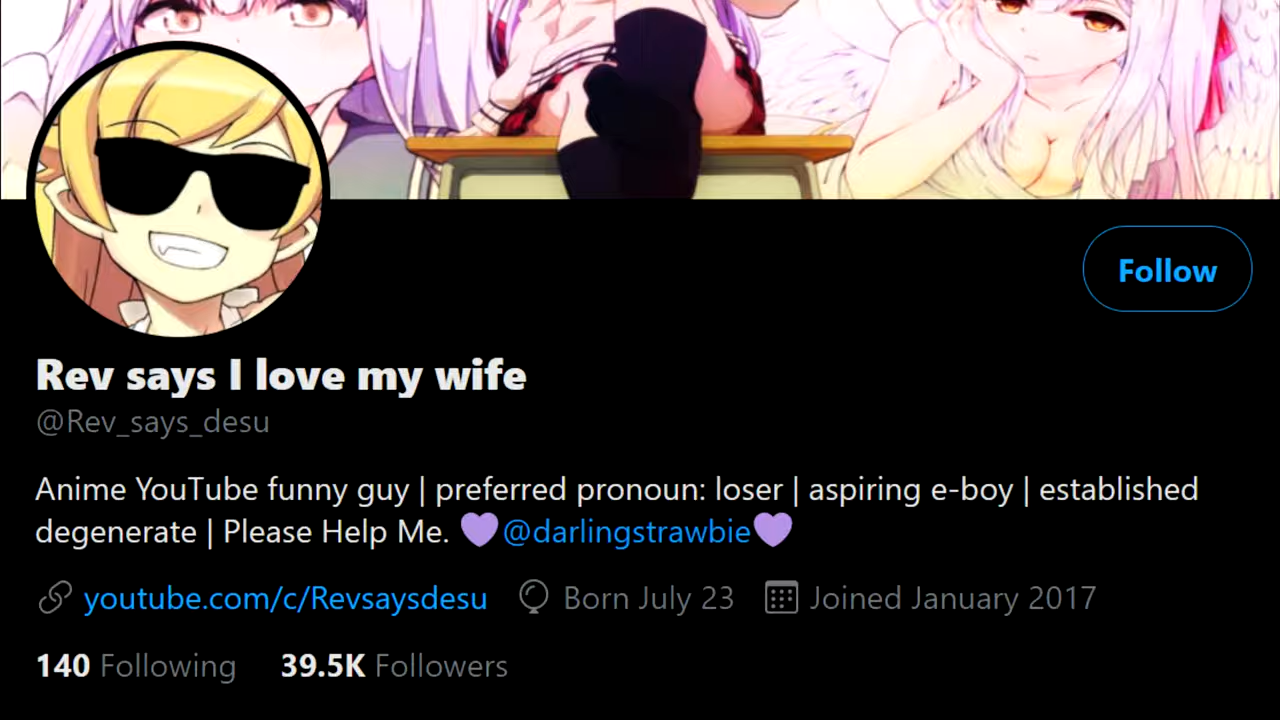 Follow
Rev says I love my wife
@Rev_says_desu
Anime YouTube funny guy | preferred pronoun: loser | aspiring e-boy | established
degenerate | Please Help Me. 💜@darlingstrawbie💜
youtube.com/c/Revsaysdesu Born July 23 Joined January 2017
140 Following 39.5K Followers